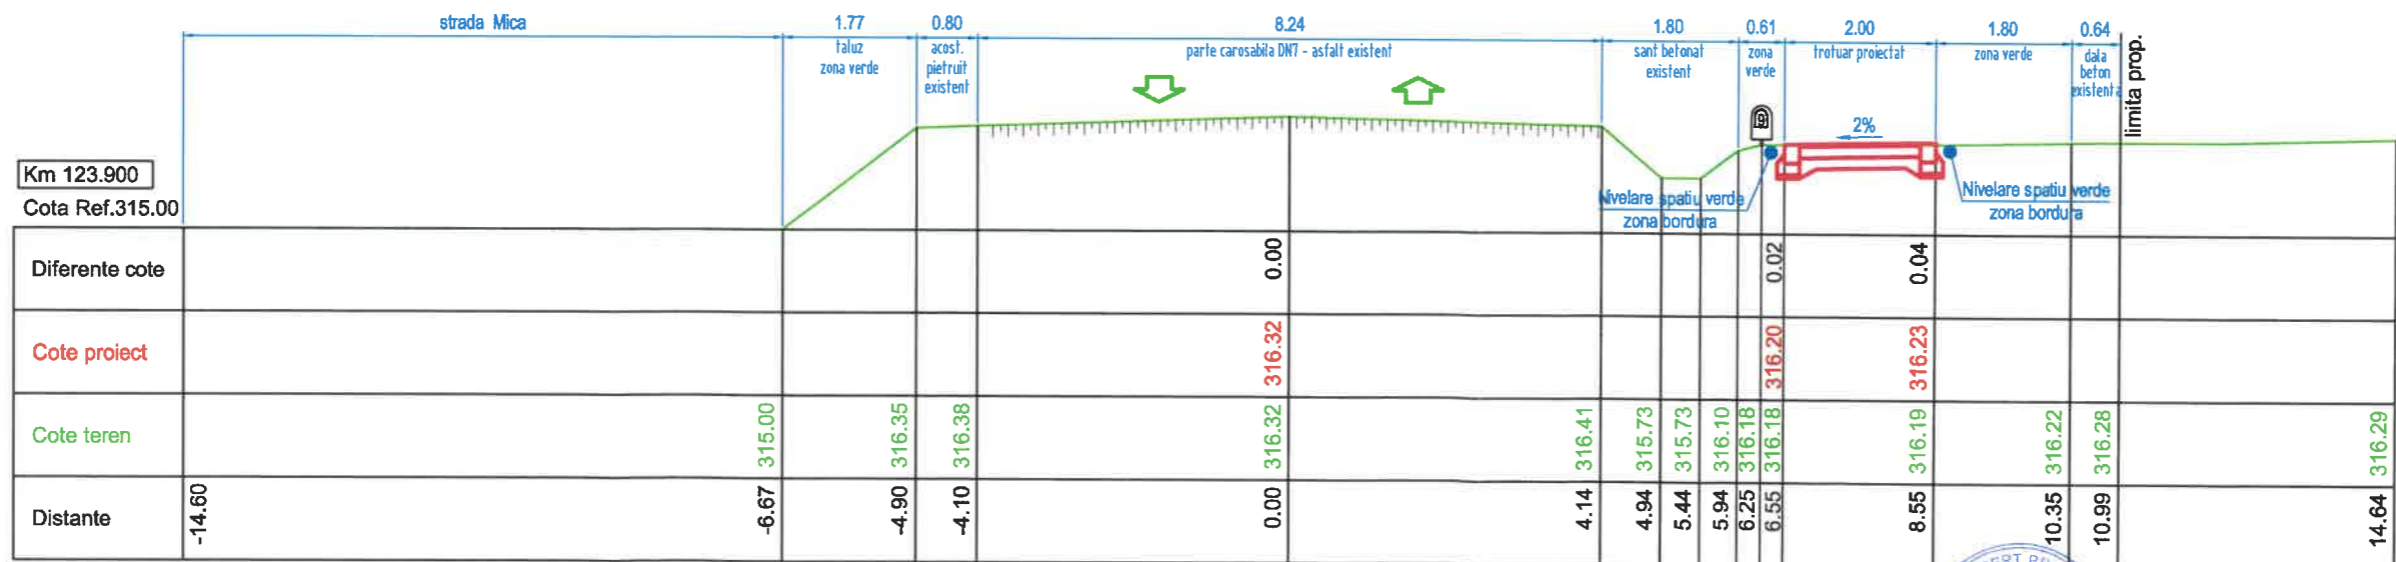 strada Mica
1.77
0.80
8.24
1.80
0.61
2.00
1.80
0.64
taluz
zona verde
acost.
pietruit
existent
parte carosabila DN7 - asfalt existent
sant betonat
existent
zona
verde
trotuar proiectat
zona verde
dala
beton
existenta
limita prop.
2%
Km 123.900
Cota Ref.315.00
Nivelare spatiu verde
zona bordura
Nivelare spatiu verde
zona bordura
Diferente cote
0.00
0.02
0.04
Cote proiect
316.32
316.20
316.23
Cote teren
315.00
316.35
316.38
316.32
316.41
315.73
315.73
316.10
316.18
316.18
316.19
316.22
316.28
316.29
Distante
-14.60
-6.67
-4.90
-4.10
0.00
4.14
4.94
5.44
5.94
6.25
6.55
8.55
10.35
10.99
14.64